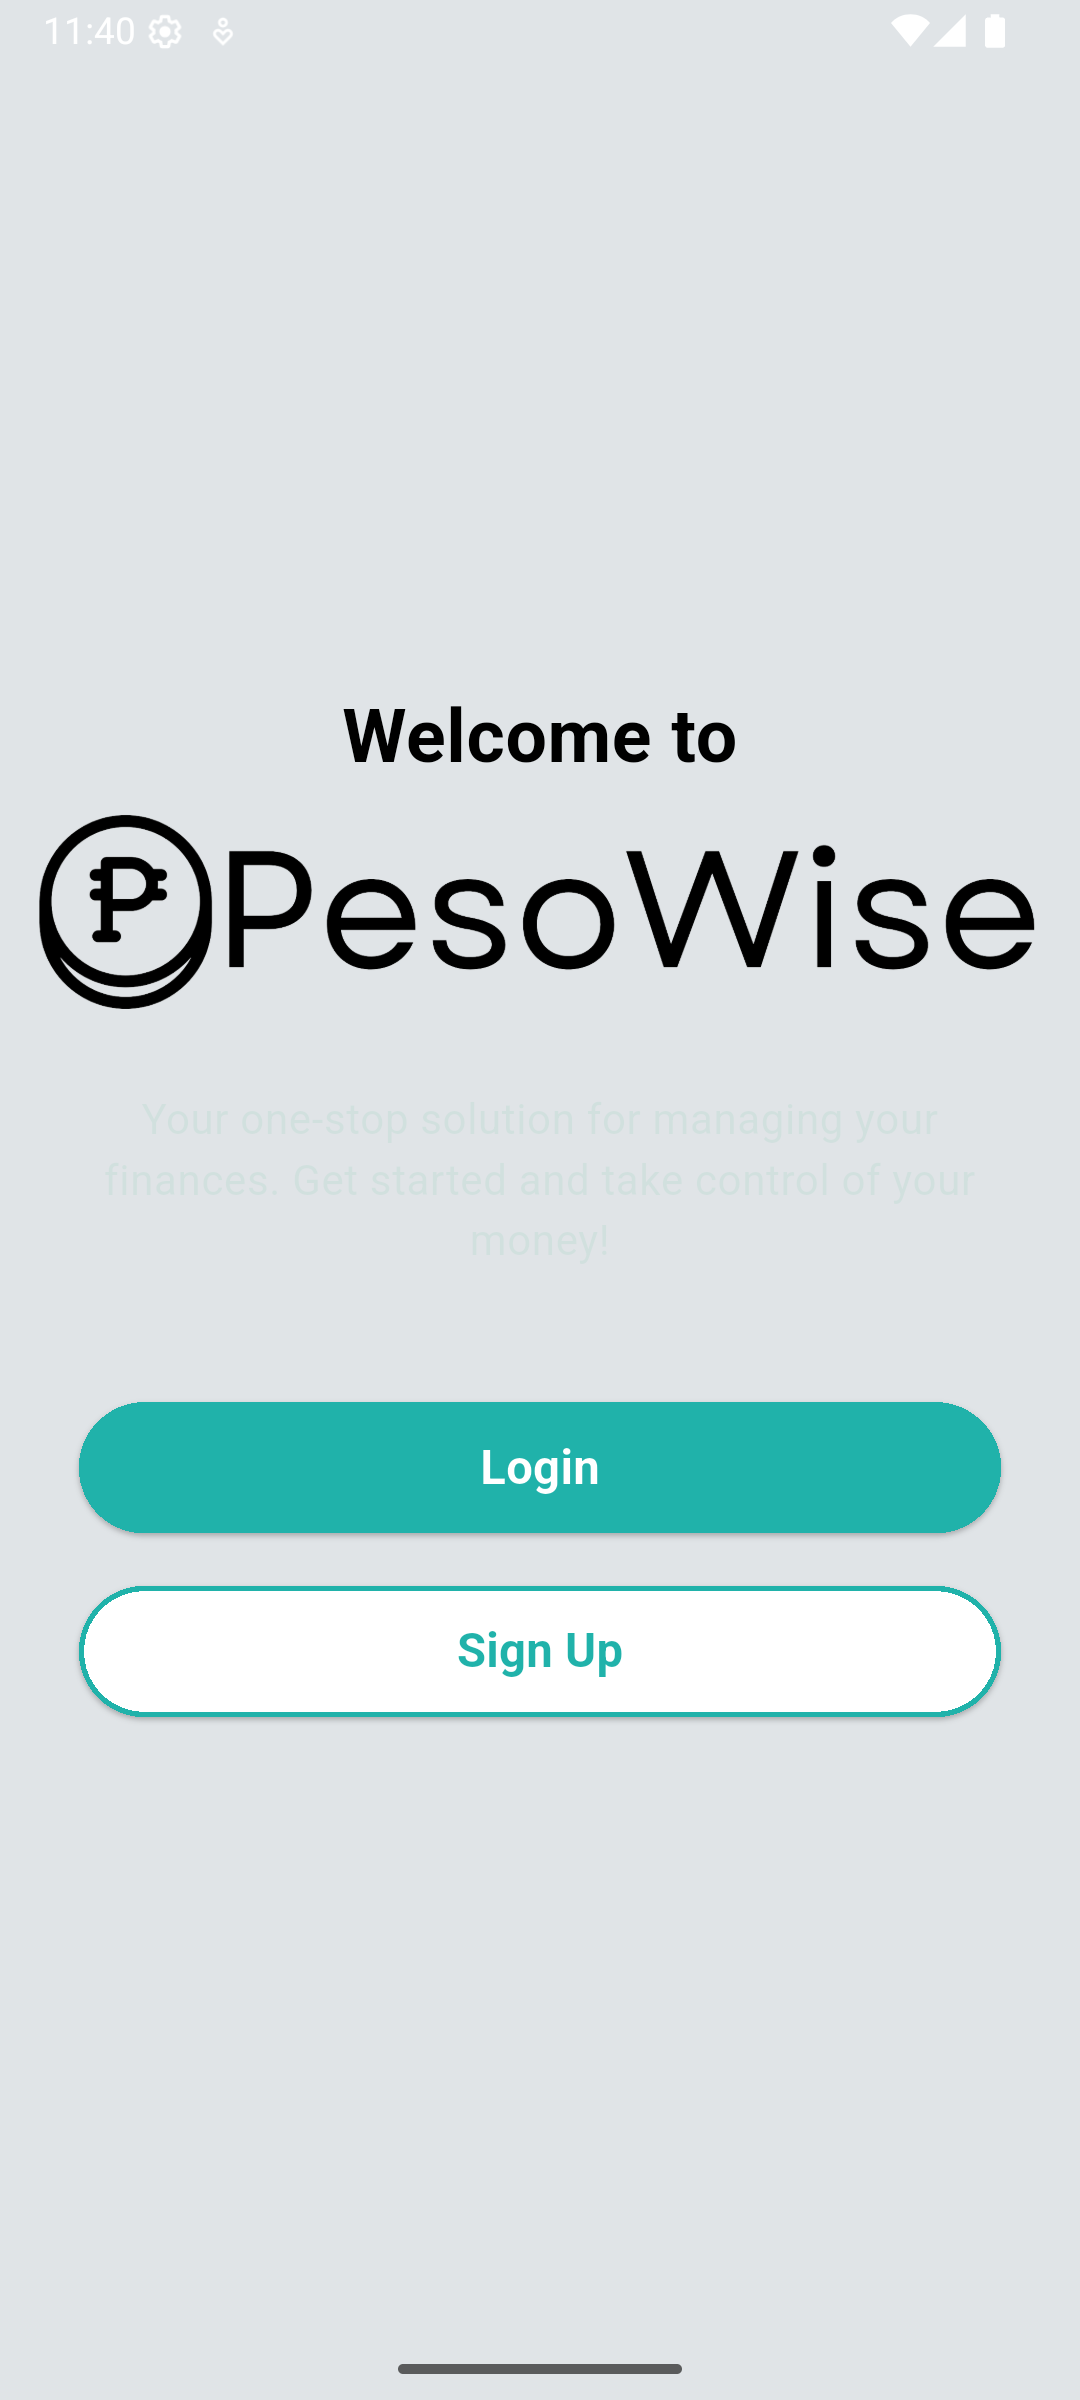 11:40
Welcome to
PesoWise
Your one-stop solution for managing your
finances. Get started and take control of your
money!
Login
Sign Up